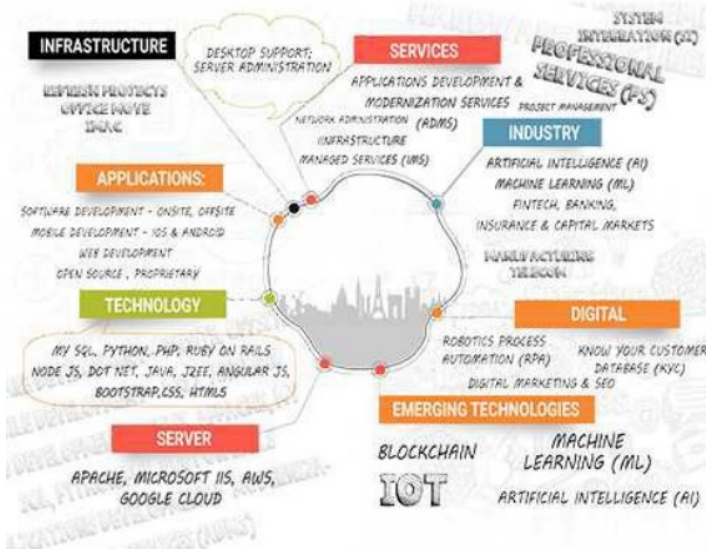 INFRASTRUCTURE
REFRESH PROJECTS
OFFICE MOVE
IMAC
DESKTOP SUPPORT;
SERVER ADMINISTRATION
SERVICES
APPLICATIONS DEVELOPMENT &
MODERNIZATION SERVICES
(ADMS)
NETWORK ADMINISTRATION
INFRASTRUCTURE
MANAGED SERVICES (IMS)
SYSTEM
INTEGRATION (SI)
PROFESSIONAL
SERVICES (PS)
PROJECT MANAGEMENT
INDUSTRY
ARTIFICIAL INTELLIGENCE (AI)
MACHINE LEARNING (ML)
FINTECH, BANKING,
INSURANCE & CAPITAL MARKETS
MANUFACTURING
TELECOM
APPLICATIONS:
SOFTWARE DEVELOPMENT - ONSITE, OFFSITE
MOBILE DEVELOPMENT - IOS & ANDROID
WEB DEVELOPMENT
OPEN SOURCE, PROPRIETARY
TECHNOLOGY
MY SQL, PYTHON, PHP, RUBY ON RAILS
NODE JS, DOT NET, JAVA, J2EE, ANGULAR JS,
BOOTSTRAP,CSS, HTML5
DIGITAL
ROBOTICS PROCESS
AUTOMATION (RPA)
KNOW YOUR CUSTOMER
DATABASE (KYC)
DIGITAL MARKETING & SEO
SERVER
APACHE, MICROSOFT IIS, AWS,
GOOGLE CLOUD
EMERGING TECHNOLOGIES
BLOCKCHAIN
IOT
MACHINE
LEARNING (ML)
ARTIFICIAL INTELLIGENCE (AI)